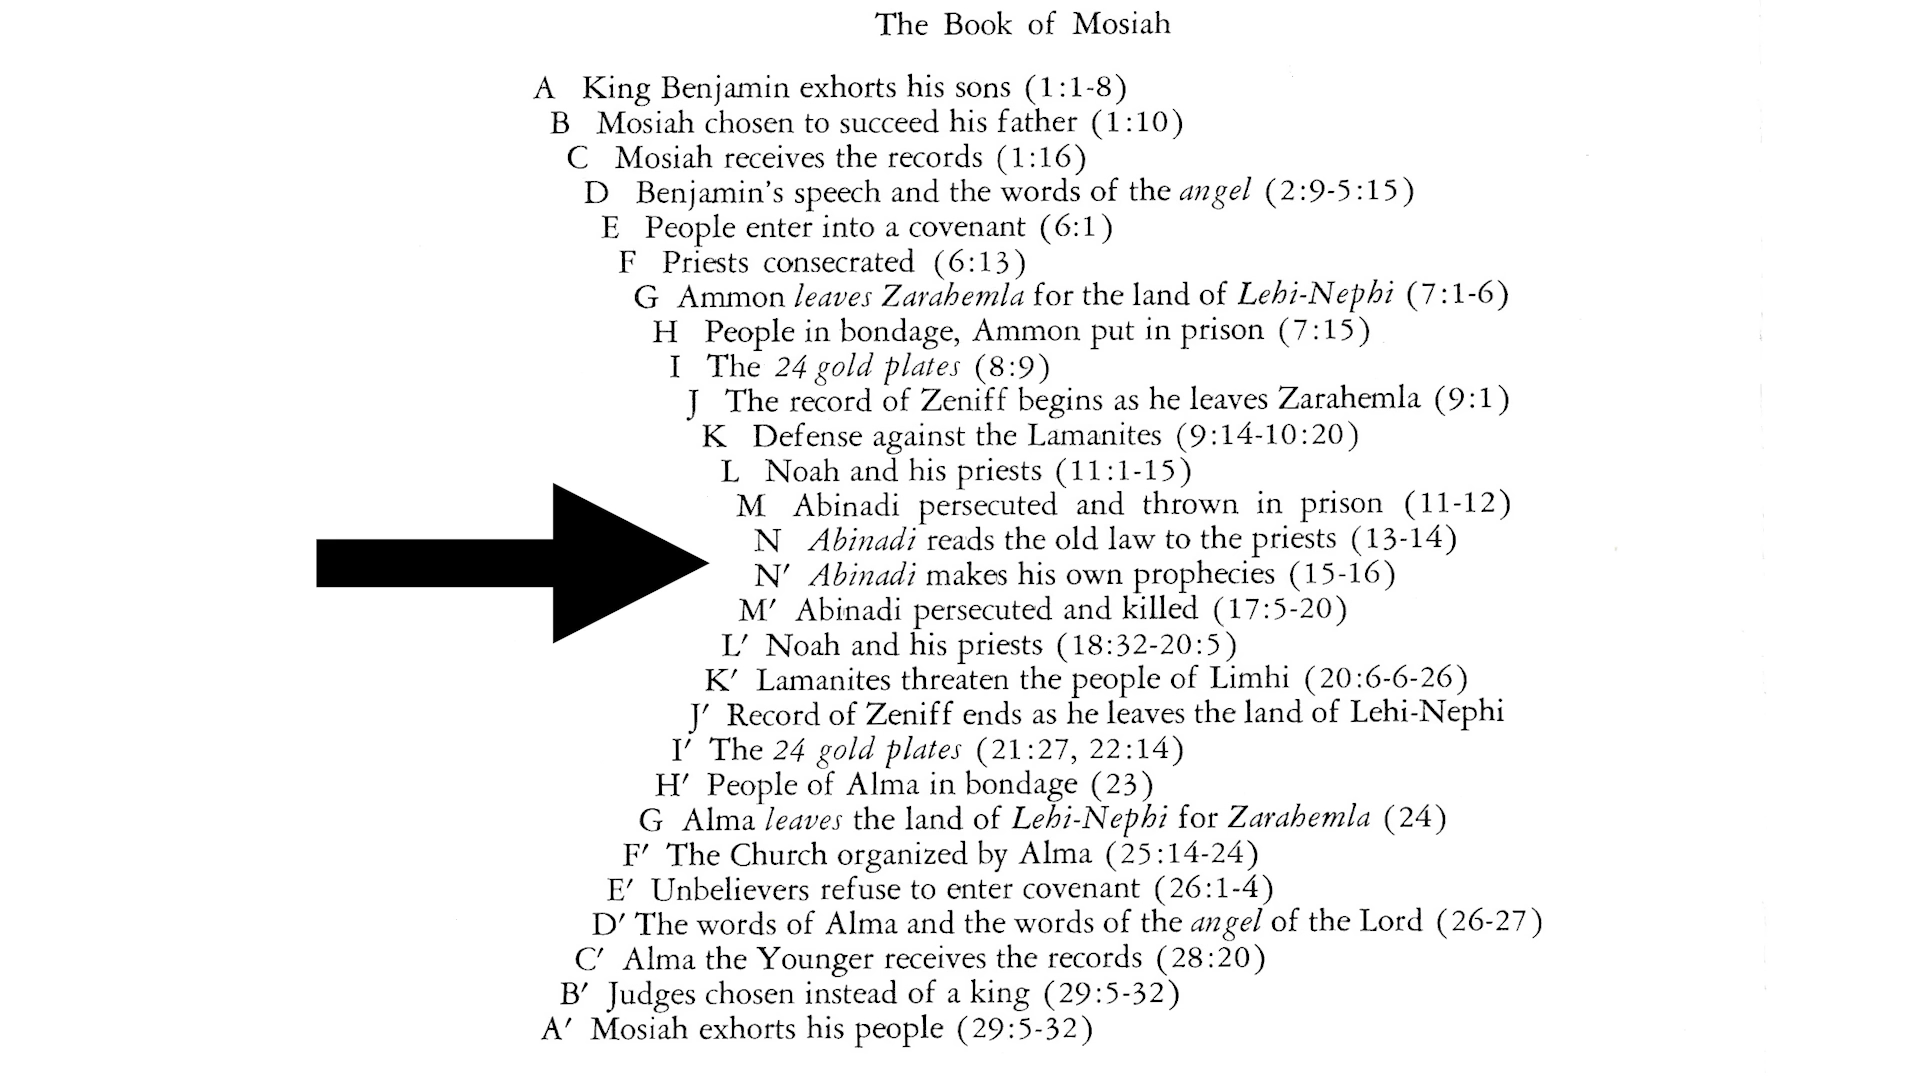 The Book of Mosiah
A King Benjamin exhorts his sons (1:1-8)
B Mosiah chosen to succeed his father (1:10)
C Mosiah receives the records (1:16)
D Benjamin's speech and the words of the angel (2:9-5:15)
E People enter into a covenant (6:1)
F Priests consecrated (6:13)
G Ammon leaves Zarahemla for the land of Lehi-Nephi (7:1-6)
H People in bondage, Ammon put in prison (7:15)
I The 24 gold plates (8:9)
J The record of Zeniff begins as he leaves Zarahemla (9:1)
K Defense against the Lamanites (9:14-10:20)
L Noah and his priests (11:1-15)
M Abinadi persecuted and thrown in prison (11-12)
N Abinadi reads the old law to the priests (13-14)
N′ Abinadi makes his own prophecies (15-16)
M′ Abinadi persecuted and killed (17:5-20)
L′ Noah and his priests (18:32-20:5)
K′ Lamanites threaten the people of Limhi (20:6-6-26)
J′ Record of Zeniff ends as he leaves the land of Lehi-Nephi
I′ The 24 gold plates (21:27, 22:14)
H′ People of Alma in bondage (23)
G Alma leaves the land of Lehi-Nephi for Zarahemla (24)
F′ The Church organized by Alma (25:14-24)
E′ Unbelievers refuse to enter covenant (26:1-4)
D′ The words of Alma and the words of the angel of the Lord (26-27)
C′ Alma the Younger receives the records (28:20)
B′ Judges chosen instead of a king (29:5-32)
A′ Mosiah exhorts his people (29:5-32)